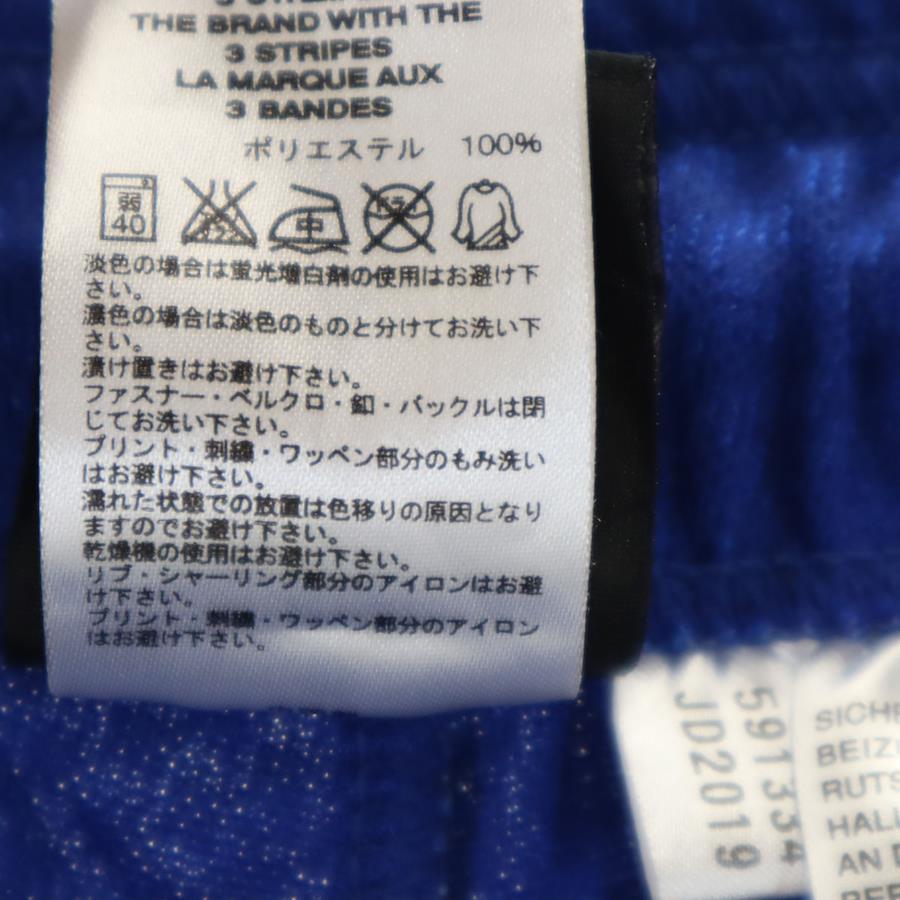 THE BRAND WITH THE
3 STRIPES
LA MARQUE AUX
3 BANDES
ポリエステル 100%
弱
40
中
淡色の場合は蛍光増白剤の使用はお避け下
さい。
濃色の場合は淡色のものと分けてお洗い下
さい。
漬け置きはお避け下さい。
ファスナー・ベルクロ・釦・バックルは閉
じてお洗い下さい。
プリント・刺繍・ワッペン部分のもみ洗い
はお避け下さい。
濡れた状態での放置は色移りの原因となり
ますのでお避け下さい。
乾燥機の使用はお避け下さい。
リブ・シャーリング部分のアイロンはお避
け下さい。
プリント・刺繍・ワッペン部分のアイロン
はお避け下さい。
591334
JD2019
SICHE
BEIZ
RUTS
HAL
AN